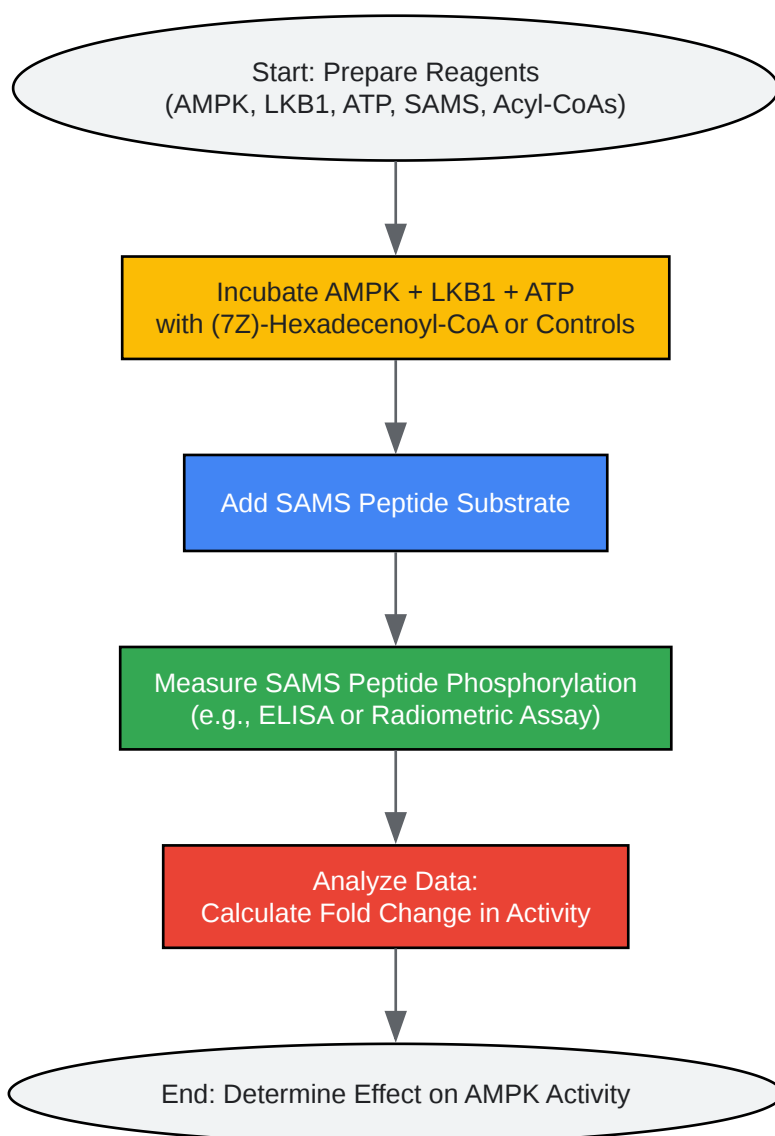 Start: Prepare Reagents
(AMPK, LKB1, ATP, SAMS, Acyl-CoAs)
Incubate AMPK + LKB1 + ATP
with (7Z)-Hexadecenoyl-CoA or Controls
Add SAMS Peptide Substrate
Measure SAMS Peptide Phosphorylation
(e.g., ELISA or Radiometric Assay)
Analyze Data:
Calculate Fold Change in Activity
End: Determine Effect on AMPK Activity